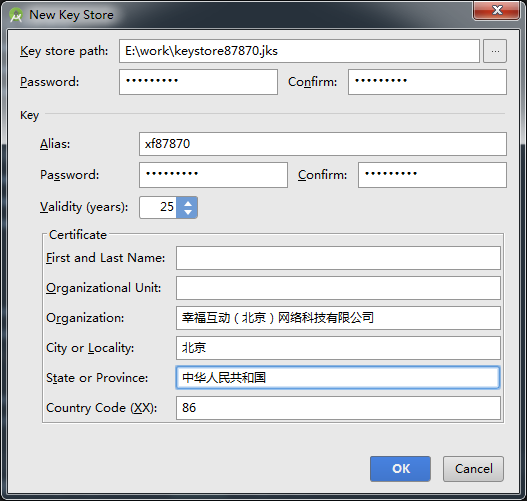 New Key Store
Key store path: E:\work\keystore87870.jks ...
Password: ••••••••• Confirm: •••••••••
Key
Alias: xf87870
Password: ••••••••• Confirm: •••••••••
Validity (years): 25
Certificate
First and Last Name:
Organizational Unit:
Organization: 幸福互动（北京）网络科技有限公司
City or Locality: 北京
State or Province: 中华人民共和国
Country Code (XX): 86
OK Cancel